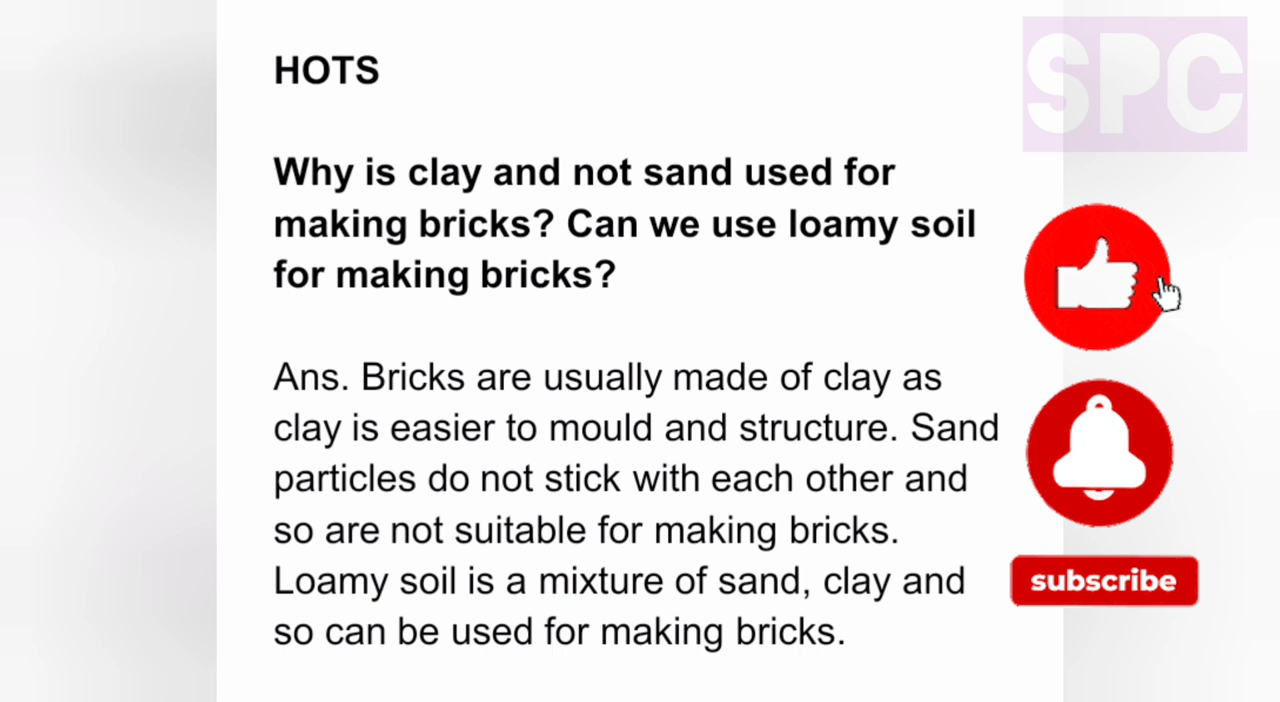 HOTS
Why is clay and not sand used for
making bricks? Can we use loamy soil
for making bricks?
Ans. Bricks are usually made of clay as
clay is easier to mould and structure. Sand
particles do not stick with each other and
so are not suitable for making bricks.
Loamy soil is a mixture of sand, clay and
so can be used for making bricks.
SPC
subscribe